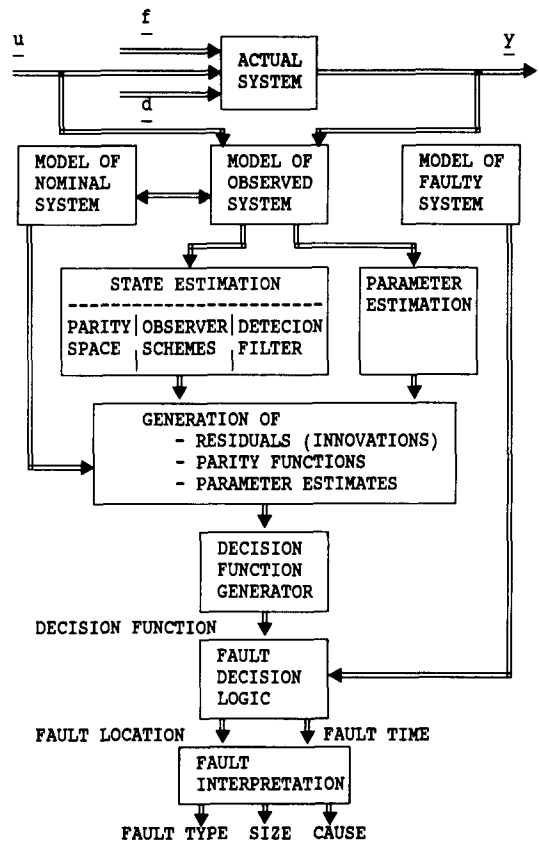 f
u
y
ACTUAL
SYSTEM
d
MODEL OF
NOMINAL
SYSTEM
MODEL OF
OBSERVED
SYSTEM
MODEL OF
FAULTY
SYSTEM
STATE ESTIMATION
PARITY | OBSERVER | DETECION
SPACE | SCHEMES | FILTER
PARAMETER
ESTIMATION
GENERATION OF
- RESIDUALS (INNOVATIONS)
- PARITY FUNCTIONS
- PARAMETER ESTIMATES
DECISION
FUNCTION
GENERATOR
DECISION FUNCTION
FAULT
DECISION
LOGIC
FAULT LOCATION
FAULT TIME
FAULT
INTERPRETATION
FAULT TYPE SIZE CAUSE